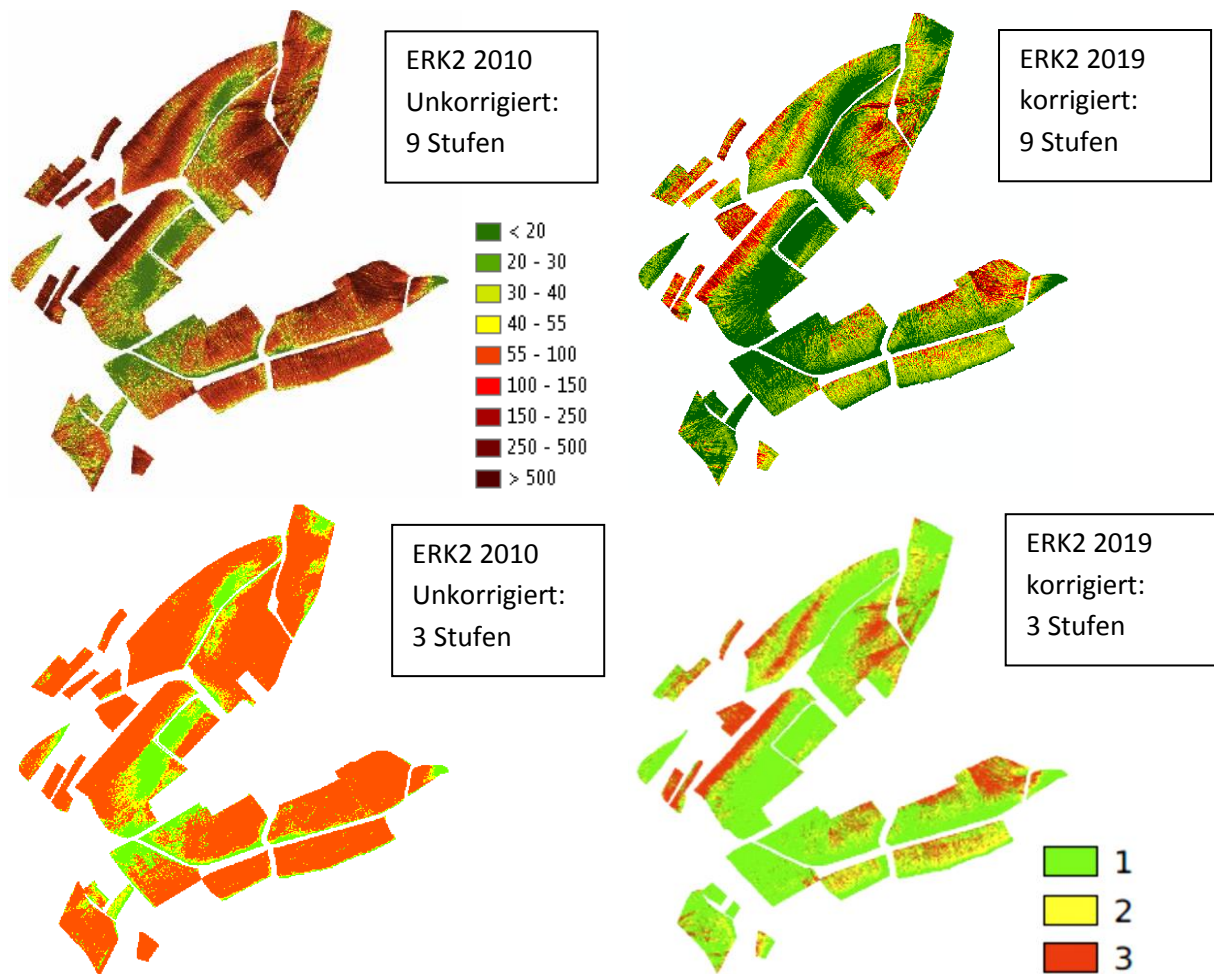 ERK2 2010
Unkorrigiert:
9 Stufen
ERK2 2019
korrigiert:
9 Stufen
< 20
20 - 30
30 - 40
40 - 55
55 - 100
100 - 150
150 - 250
250 - 500
> 500
ERK2 2010
Unkorrigiert:
3 Stufen
ERK2 2019
korrigiert:
3 Stufen
1
2
3